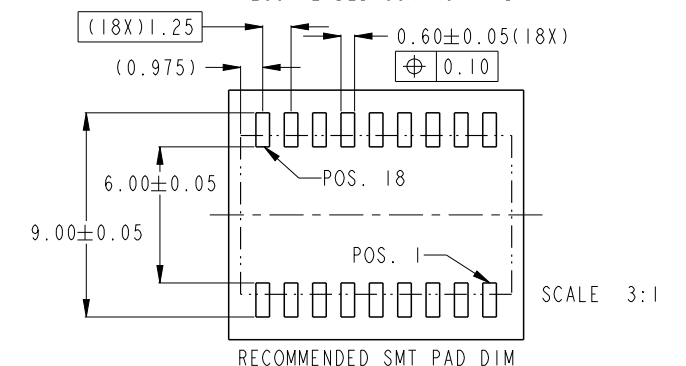 (18X)1.25
0.60±0.05(18X)
(0.975)
⌖ 0.10
POS. 18
6.00±0.05
9.00±0.05
POS. 1
SCALE 3:1
RECOMMENDED SMT PAD DIM